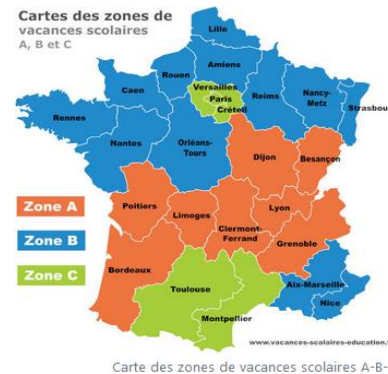 Cartes des zones de
vacances scolaires
A, B et C
Lille
Amiens
Rouen
Versailles
Paris
Créteil
Reims
Nancy-
Metz
Strasbou
Caen
Rennes
Nantes
Orléans-
Tours
Dijon
Besançon
Zone A
Zone B
Zone C
Poitiers
Limoges
Clermont-
Ferrand
Lyon
Grenoble
Bordeaux
Toulouse
Montpellier
Aix-Marseille
Nice
www.vacances-scolaires-education.
Carte des zones de vacances scolaires A-B-